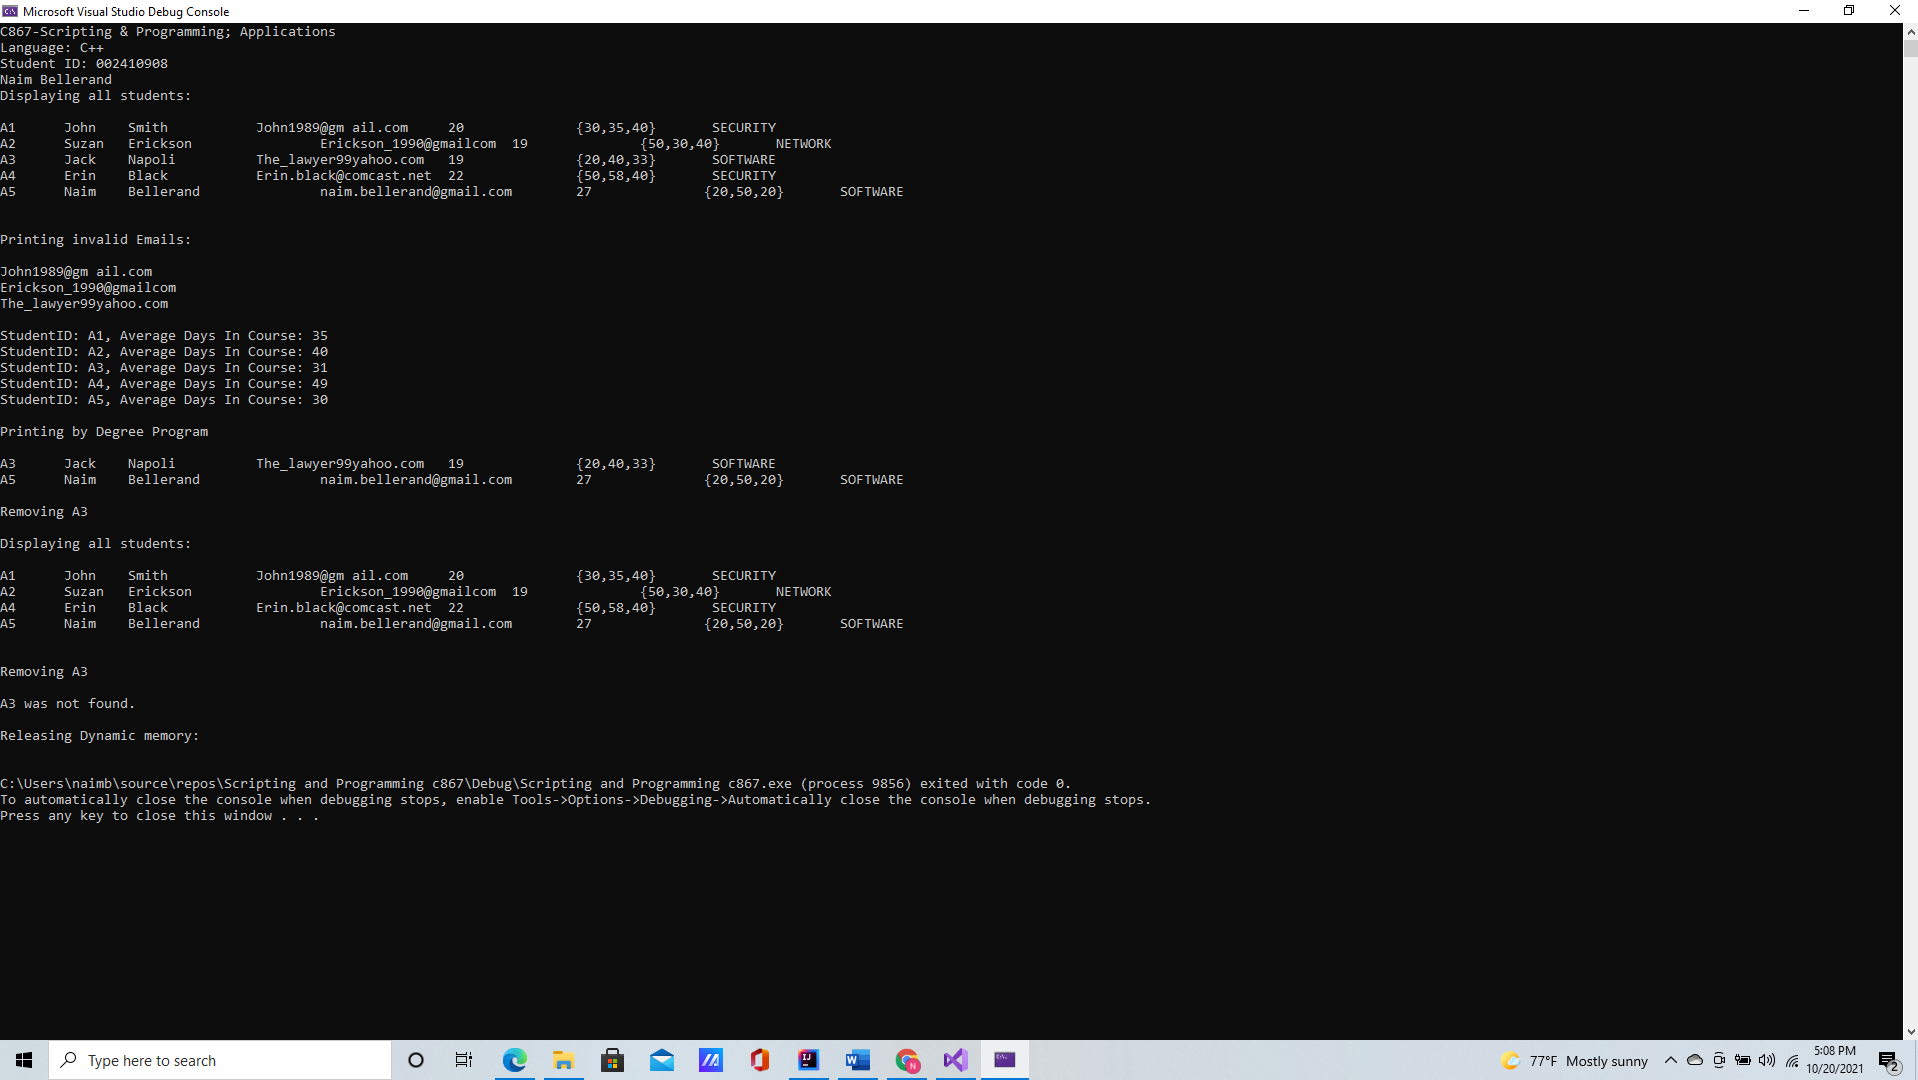 Microsoft Visual Studio Debug Console
C867-Scripting & Programming; Applications
Language: C++
Student ID: 002410908
Naim Bellerand
Displaying all students:
A1 John Smith John1989@gm ail.com 20 {30,35,40} SECURITY
A2 Suzan Erickson Erickson_1990@gmailcom 19 {50,30,40} NETWORK
A3 Jack Napoli The_lawyer99yahoo.com 19 {20,40,33} SOFTWARE
A4 Erin Black Erin.black@comcast.net 22 {50,58,40} SECURITY
A5 Naim Bellerand naim.bellerand@gmail.com 27 {20,50,20} SOFTWARE
Printing invalid Emails:
John1989@gm ail.com
Erickson_1990@gmailcom
The_lawyer99yahoo.com
StudentID: A1, Average Days In Course: 35
StudentID: A2, Average Days In Course: 40
StudentID: A3, Average Days In Course: 31
StudentID: A4, Average Days In Course: 49
StudentID: A5, Average Days In Course: 30
Printing by Degree Program
A3 Jack Napoli The_lawyer99yahoo.com 19 {20,40,33} SOFTWARE
A5 Naim Bellerand naim.bellerand@gmail.com 27 {20,50,20} SOFTWARE
Removing A3
Displaying all students:
A1 John Smith John1989@gm ail.com 20 {30,35,40} SECURITY
A2 Suzan Erickson Erickson_1990@gmailcom 19 {50,30,40} NETWORK
A4 Erin Black Erin.black@comcast.net 22 {50,58,40} SECURITY
A5 Naim Bellerand naim.bellerand@gmail.com 27 {20,50,20} SOFTWARE
Removing A3
A3 was not found.
Releasing Dynamic memory:
C:\Users\naimb\source\repos\Scripting and Programming c867\Debug\Scripting and Programming c867.exe (process 9856) exited with code 0.
To automatically close the console when debugging stops, enable Tools->Options->Debugging->Automatically close the console when debugging stops.
Press any key to close this window . . .
Type here to search
77°F Mostly sunny
5:08 PM
10/20/2021
2